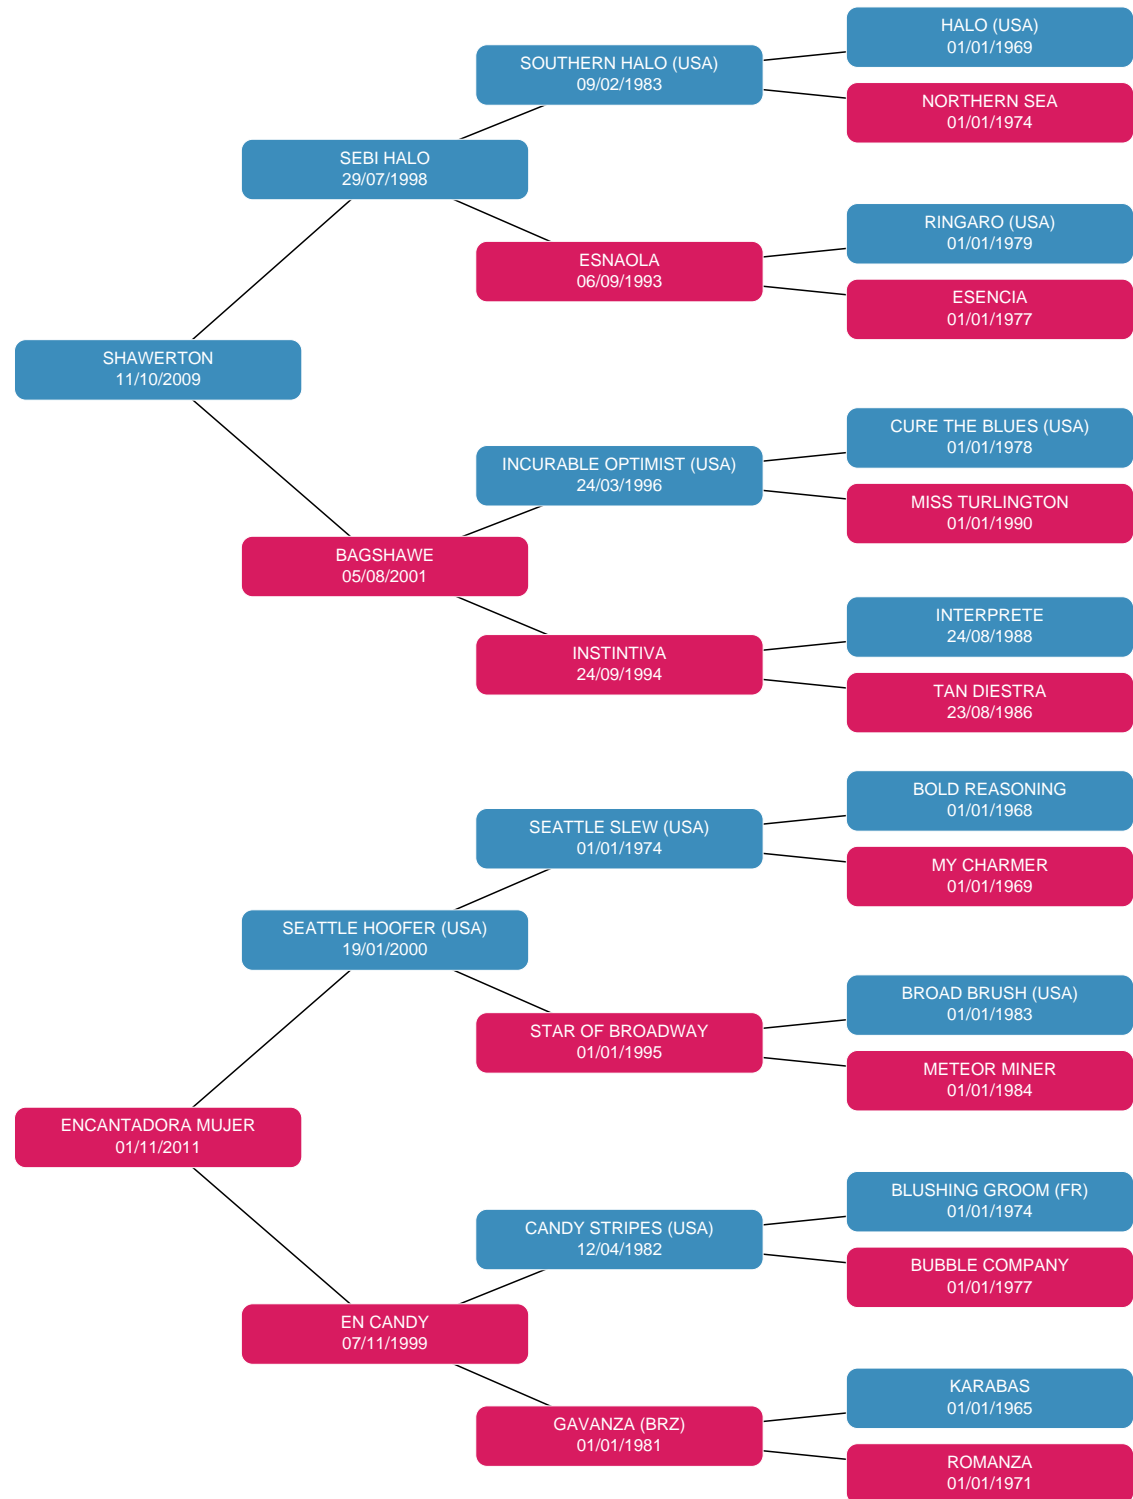 HALO (USA)
01/01/1969
SOUTHERN HALO (USA)
09/02/1983
NORTHERN SEA
01/01/1974
SEBI HALO
29/07/1998
RINGARO (USA)
01/01/1979
ESNAOLA
06/09/1993
ESENCIA
01/01/1977
SHAWERTON
11/10/2009
CURE THE BLUES (USA)
01/01/1978
INCURABLE OPTIMIST (USA)
24/03/1996
MISS TURLINGTON
01/01/1990
BAGSHAWE
05/08/2001
INTERPRETE
24/08/1988
INSTINTIVA
24/09/1994
TAN DIESTRA
23/08/1986
BOLD REASONING
01/01/1968
SEATTLE SLEW (USA)
01/01/1974
MY CHARMER
01/01/1969
SEATTLE HOOFER (USA)
19/01/2000
BROAD BRUSH (USA)
01/01/1983
STAR OF BROADWAY
01/01/1995
METEOR MINER
01/01/1984
ENCANTADORA MUJER
01/11/2011
BLUSHING GROOM (FR)
01/01/1974
CANDY STRIPES (USA)
12/04/1982
BUBBLE COMPANY
01/01/1977
EN CANDY
07/11/1999
KARABAS
01/01/1965
GAVANZA (BRZ)
01/01/1981
ROMANZA
01/01/1971